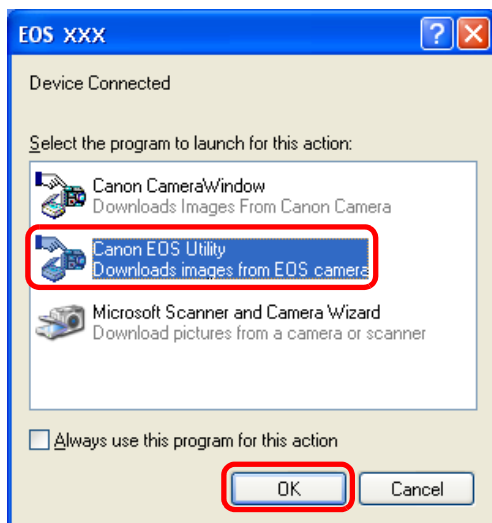 EOS XXX
Device Connected
Select the program to launch for this action:
Canon CameraWindow
Downloads Images From Canon Camera
Canon EOS Utility
Downloads images from EOS camera
Microsoft Scanner and Camera Wizard
Download pictures from a camera or scanner
Always use this program for this action
OK Cancel